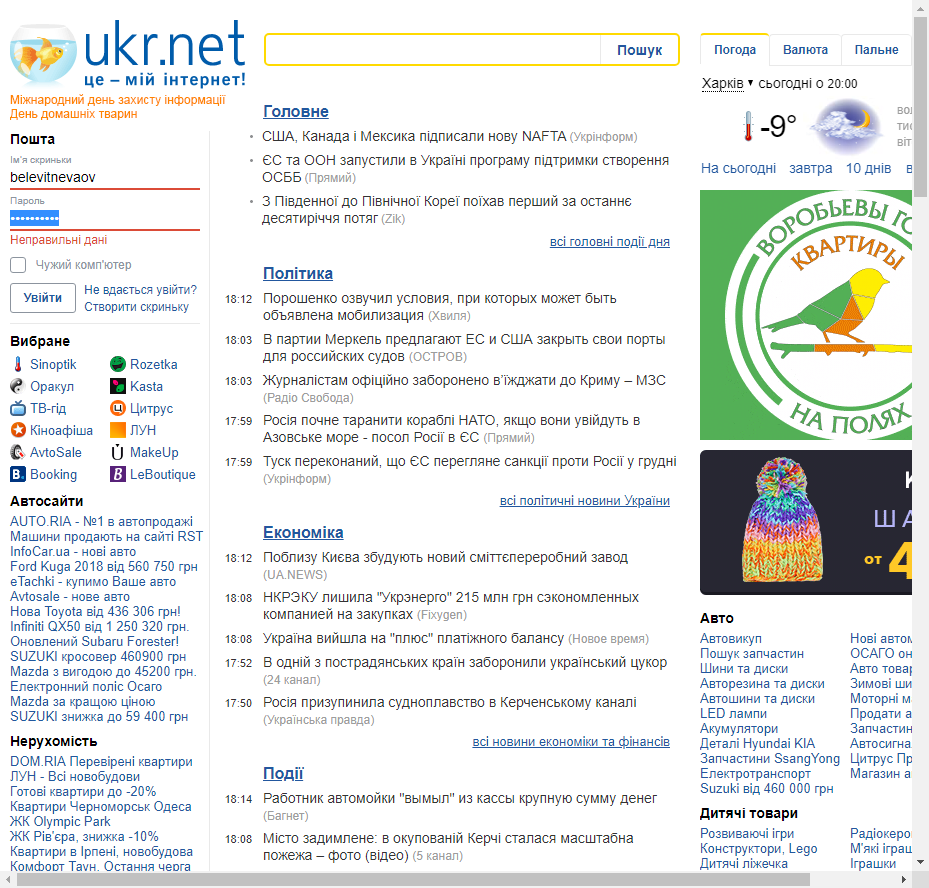 ukr.net
це – мій інтернет!
Міжнародний день захисту інформації
День домашніх тварин
Пошук
Пошта
Ім'я скриньки
belevitnevaov
Пароль
••••••••••
Неправильні дані
Чужий комп'ютер
Увійти
Не вдається увійти?
Створити скриньку
Вибране
Sinoptik
Rozetka
Оракул
Kasta
ТВ-гід
Цитрус
Кіноафіша
ЛУН
AvtoSale
MakeUp
Booking
LeBoutique
Автосайти
AUTO.RIA - №1 в автопродажі
Машини продають на сайті RST
InfoCar.ua - нові авто
Ford Kuga 2018 від 560 750 грн
eTachki - купимо Ваше авто
Avtosale - нове авто
Нова Toyota від 436 306 грн!
Infiniti QX50 від 1 250 320 грн.
Оновлений Subaru Forester!
SUZUKI кросовер 460900 грн
Mazda з вигодою до 45200 грн.
Електронний поліс Осаго
Mazda за кращою ціною
SUZUKI знижка до 59 400 грн
Нерухомість
DOM.RIA Перевірені квартири
ЛУН - Всі новобудови
Готові квартири до -20%
Квартири Черноморськ Одеса
ЖК Olympic Park
ЖК Рів'єра, знижка -10%
Квартири в Ірпені, новобудова
Комфорт Таун. Остання черга
Головне
США, Канада і Мексика підписали нову NAFTA (Укрінформ)
ЄС та ООН запустили в Україні програму підтримки створення
ОСББ (Прямий)
З Південної до Північної Кореї поїхав перший за останнє
десятиріччя потяг (Zik)
всі головні події дня
Політика
18:12 Порошенко озвучил условия, при которых может быть
объявлена мобилизация (Хвиля)
18:03 В партии Меркель предлагают ЕС и США закрыть свои порты
для российских судов (ОСТРОВ)
18:03 Журналістам офіційно заборонено в'їжджати до Криму – МЗС
(Радіо Свобода)
17:59 Росія почне таранити кораблі НАТО, якщо вони увійдуть в
Азовське море - посол Росії в ЄС (Прямий)
17:59 Туск переконаний, що ЄС перегляне санкції проти Росії у грудні
(Укрінформ)
всі політичні новини України
Економіка
18:12 Поблизу Києва збудують новий сміттєпереробний завод
(UA.NEWS)
18:08 НКРЭКУ лишила "Укрэнерго" 215 млн грн сэкономленных
компанией на закупках (Fixygen)
18:08 Україна вийшла на "плюс" платіжного балансу (Новое время)
17:52 В одній з пострадянських країн заборонили український цукор
(24 канал)
17:50 Росія призупинила судноплавство в Керченському каналі
(Українська правда)
всі новини економіки та фінансів
Події
18:14 Работник автомойки "вымыл" из кассы крупную сумму денег
(Багнет)
18:08 Місто задимлене: в окупованій Керчі сталася масштабна
пожежа – фото (відео) (5 канал)
Погода
Валюта
Пальне
Харків ▼ сьогодні о 20:00
-9°
вол
тис
віт
На сьогодні
завтра
10 днів
в
ВОРОБЬЕВЫ ГО
КВАРТИРЫ
НА ПОЛЯХ
К
ША
от 4
Авто
Автовикуп
Нові автом
Пошук запчастин
ОСАГО он
Шини та диски
Авто товар
Авторезина та диски
Зимові ши
Автошини та диски
Моторні ма
LED лампи
Продати а
Акумулятори
Запчастин
Деталі Hyundai KIA
Автосигна
Запчастини SsangYong
Цитрус Пр
Електротранспорт
Магазин а
Suzuki від 460 000 грн
Дитячі товари
Розвиваючі ігри
Радіокеро
Конструктори, Lego
М'які іграш
Дитячі ліжечка
Іграшки